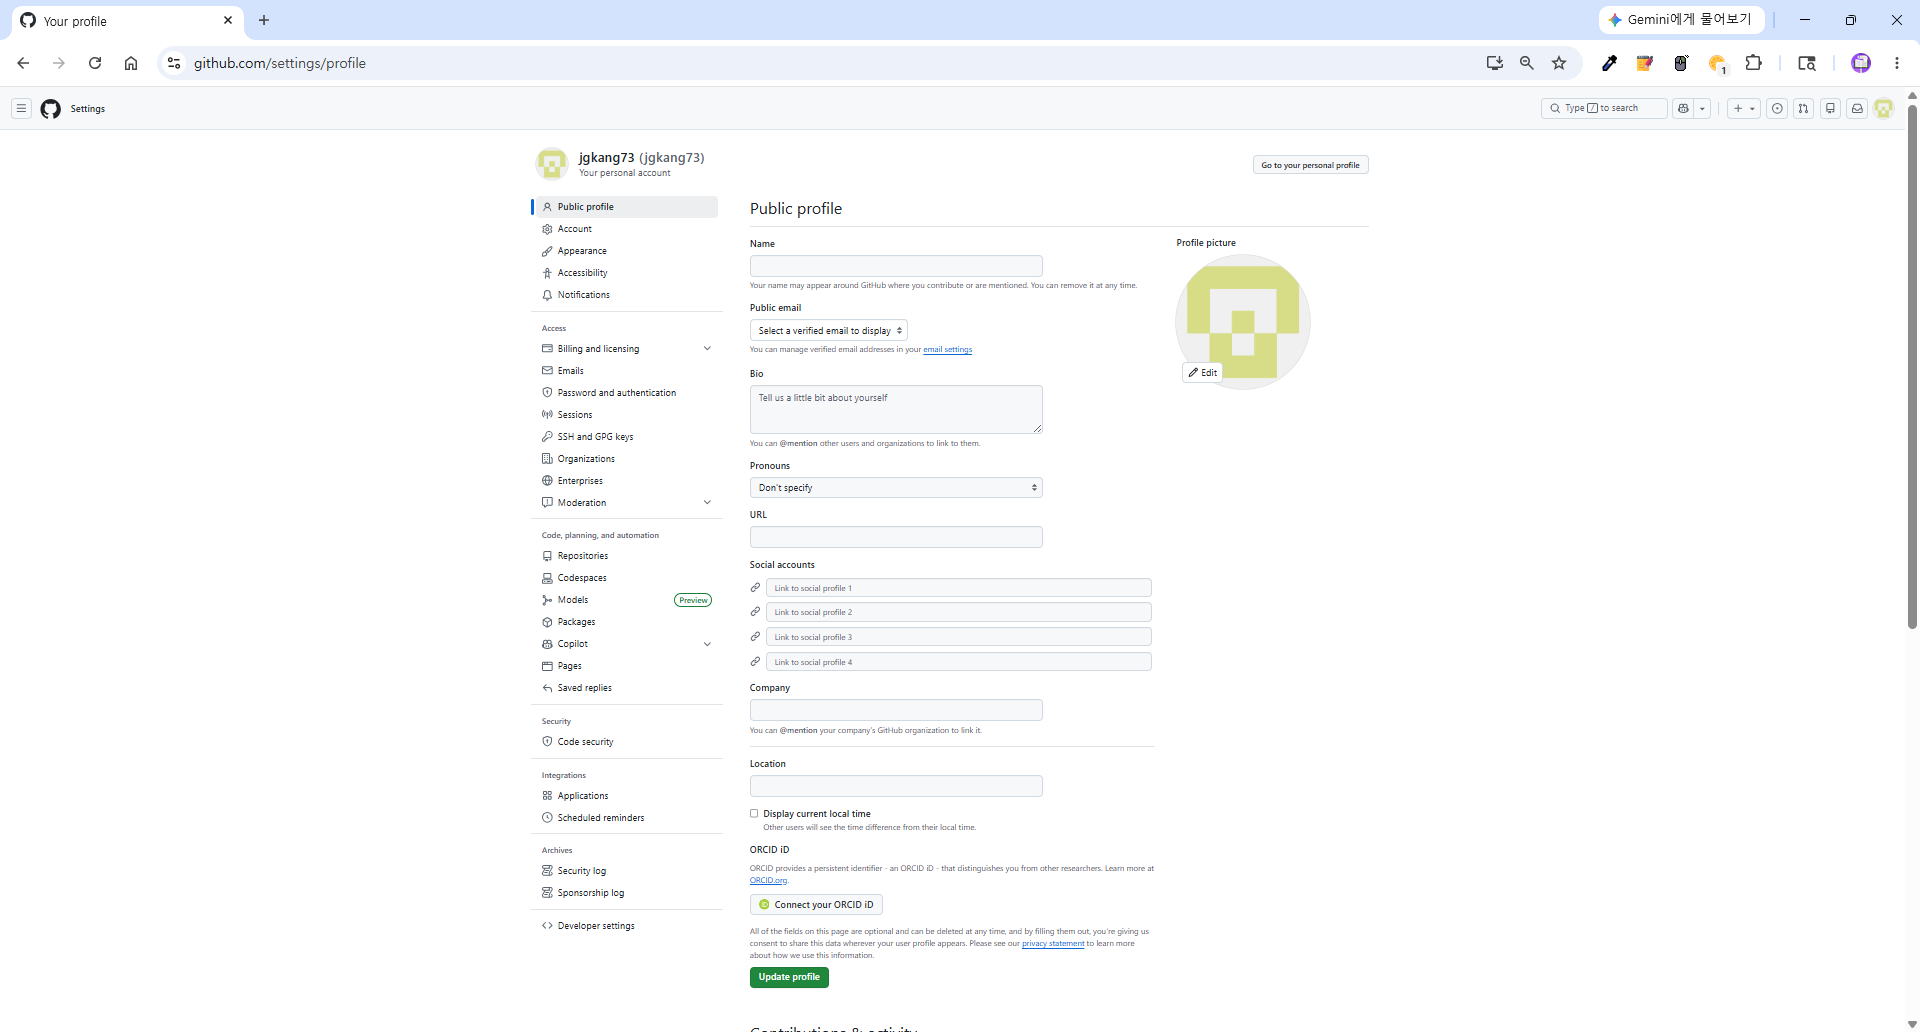 Your profile
Gemini에게 물어보기
github.com/settings/profile
1
Settings
Type / to search
jgkang73 (jgkang73)
Your personal account
Go to your personal profile
Public profile
Account
Appearance
Accessibility
Notifications
Access
Billing and licensing
Emails
Password and authentication
Sessions
SSH and GPG keys
Organizations
Enterprises
Moderation
Code, planning, and automation
Repositories
Codespaces
Models
Preview
Packages
Copilot
Pages
Saved replies
Security
Code security
Integrations
Applications
Scheduled reminders
Archives
Security log
Sponsorship log
Developer settings
Public profile
Name
Your name may appear around GitHub where you contribute or are mentioned. You can remove it at any time.
Public email
Select a verified email to display
You can manage verified email addresses in your email settings
Bio
Tell us a little bit about yourself
You can @mention other users and organizations to link to them.
Pronouns
Don't specify
URL
Social accounts
Link to social profile 1
Link to social profile 2
Link to social profile 3
Link to social profile 4
Company
You can @mention your company's GitHub organization to link it.
Location
Display current local time
Other users will see the time difference from their local time.
ORCID iD
ORCID provides a persistent identifier - an ORCID iD - that distinguishes you from other researchers. Learn more at
ORCID.org.
iD Connect your ORCID iD
All of the fields on this page are optional and can be deleted at any time, and by filling them out, you're giving us
consent to share this data wherever your user profile appears. Please see our privacy statement to learn more
about how we use this information.
Update profile
Profile picture
Edit
Contributions & activity